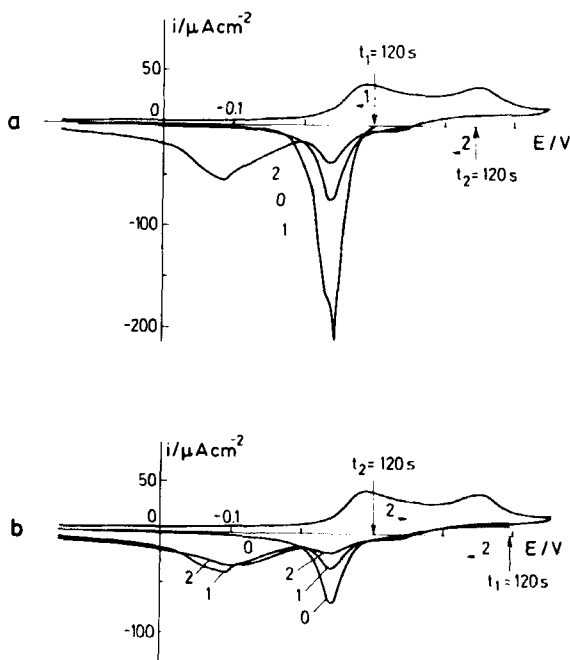 i/μAcm⁻²
t₁=120s
50
0
-0.1
-1
a
-2
E/V
t₂=120s
2
0
1
-100
-200
i/μAcm⁻²
t₂=120s
50
0
-0.1
2-
b
0
-2
E/V
2
1
2
1
0
t₁=120s
-100